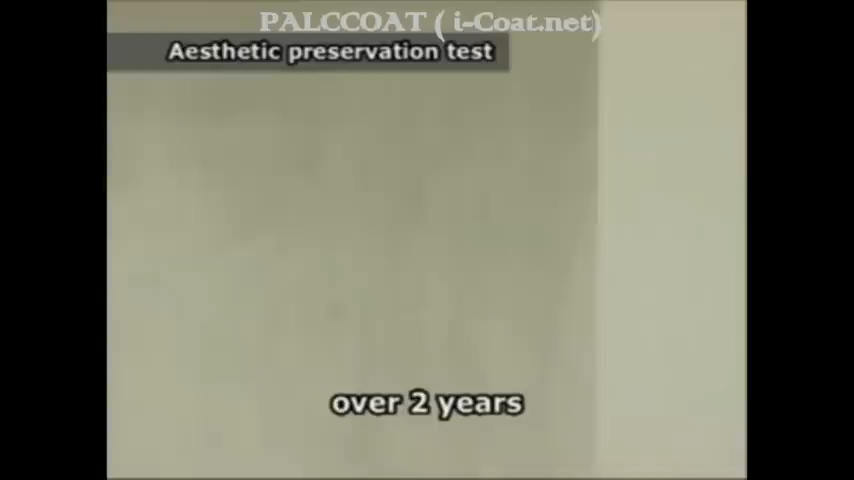 PALCCOAT ( i-Coat.net)
Aesthetic preservation test
over 2 years